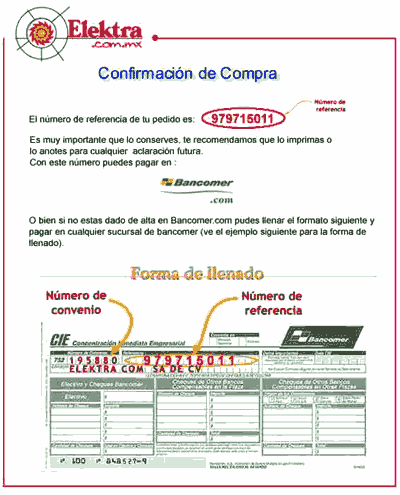 Elektra
.com.mx
Confirmación de Compra
Número de
referencia
El número de referencia de tu pedido es: 979715011
Es muy importante que lo conserves, te recomendamos que lo imprimas o
lo anotes para cualquier aclaración futura.
Con este número puedes pagar en :
Bancomer
.com
O bien si no estas dado de alta en Bancomer.com pudes llenar el formato siguiente y
pagar en cualquier sucursal de bancomer (ve el ejemplo siguiente para la forma de
llenado).
Forma de llenado
Número de
convenio
Número de
referencia
CIE Concentración Inmediata Empresarial
Bancomer
195880
979715011
ELEKTRA COM SA DE CV
Efectivo y Cheques Bancomer
Cheques de Otros Bancos
Compensables en la Plaza
Cheques de Otros Bancos
Compensables en Otras Plazas
Efectivo